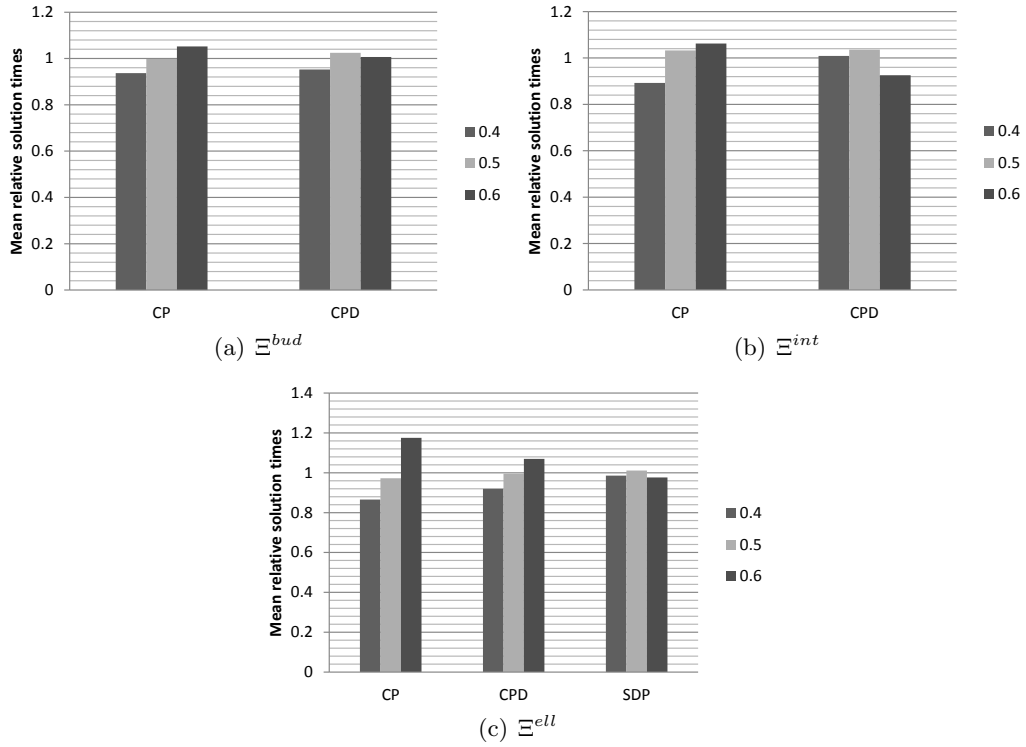 Mean relative solution times
1.2
1
0.8
0.6
0.4
0.2
0
CP
CPD
0.4
0.5
0.6
(a) Ξ^{bud}
Mean relative solution times
1.2
1
0.8
0.6
0.4
0.2
0
CP
CPD
0.4
0.5
0.6
(b) Ξ^{int}
Mean relative solution times
1.4
1.2
1
0.8
0.6
0.4
0.2
0
CP
CPD
SDP
0.4
0.5
0.6
(c) Ξ^{ell}